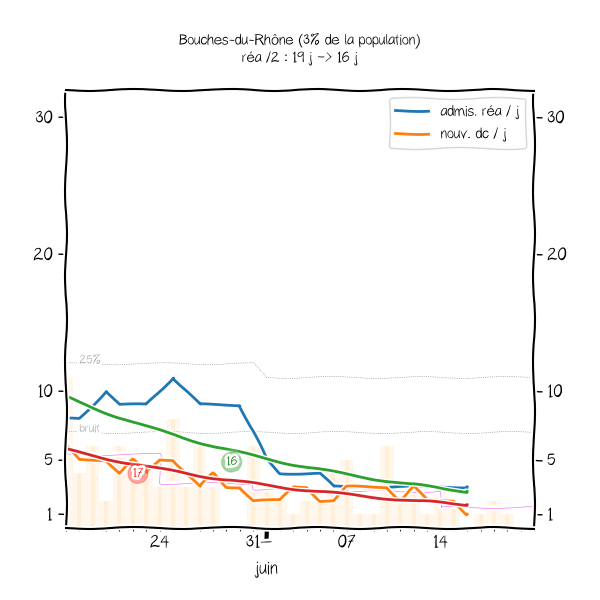 Bouches-du-Rhône (3% de la population)
réa /2 : 19 j -> 16 j
admis. réa / j
nouv. dc / j
30
30
20
20
25%
10
10
bruit
5
16
5
17
1
1
24
31
07
14
juin